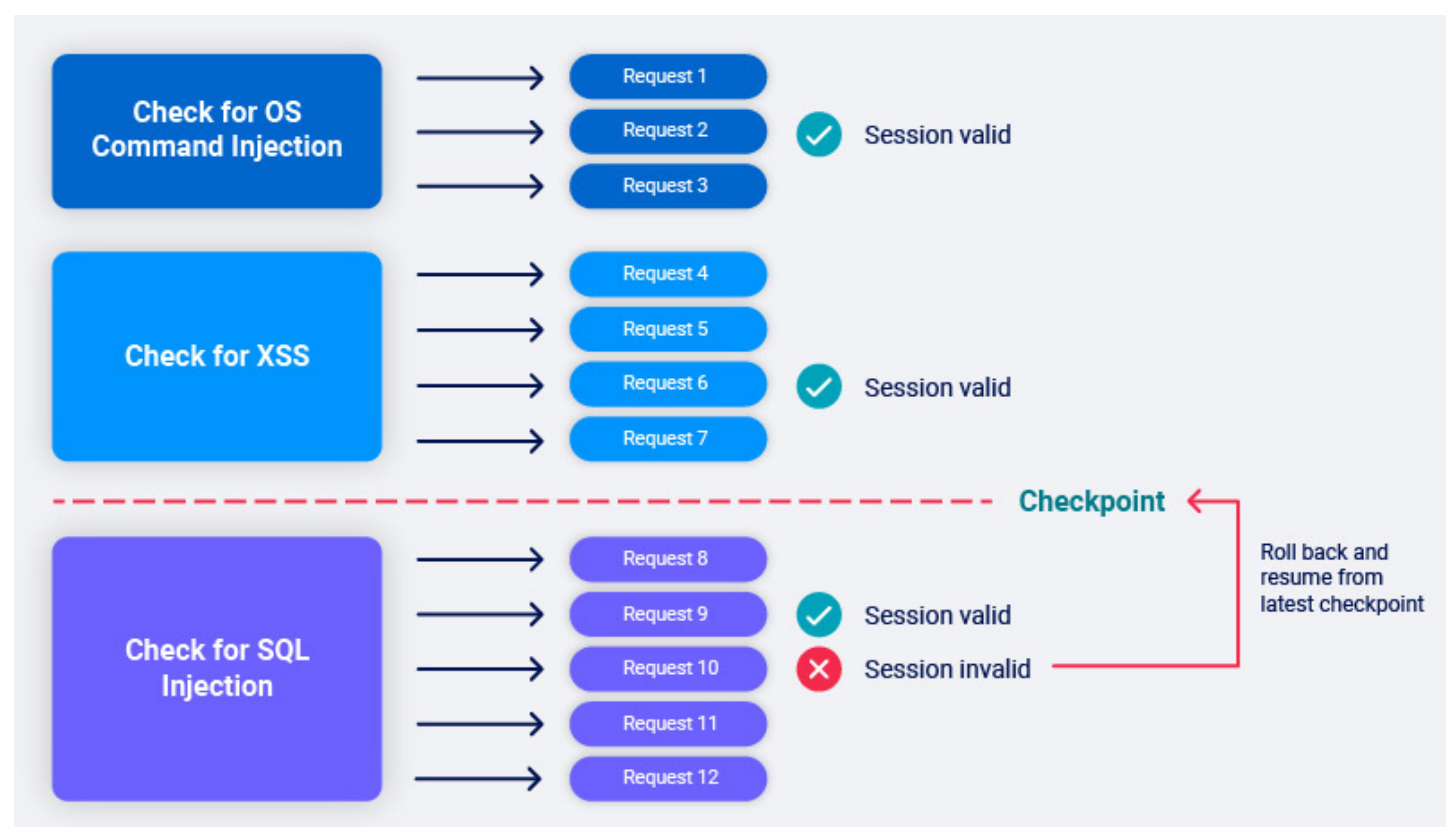 Check for OS
Command Injection
Request 1
Request 2
Session valid
Request 3
Check for XSS
Request 4
Request 5
Request 6
Session valid
Request 7
Checkpoint
Roll back and
resume from
latest checkpoint
Check for SQL
Injection
Request 8
Request 9
Session valid
Request 10
Session invalid
Request 11
Request 12